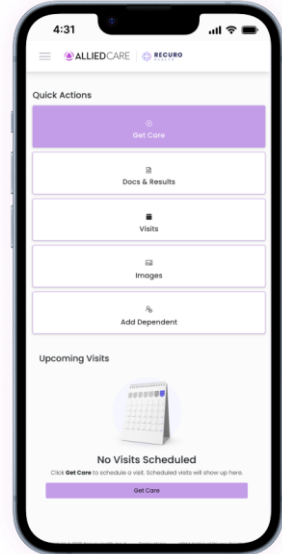 4:31
ALLIEDCARE RECURO
HEALTH
Quick Actions
Get Care
Docs & Results
Visits
Images
Add Dependent
Upcoming Visits
No Visits Scheduled
Click Get Care to schedule a visit. Scheduled visits will show up here.
Get Care